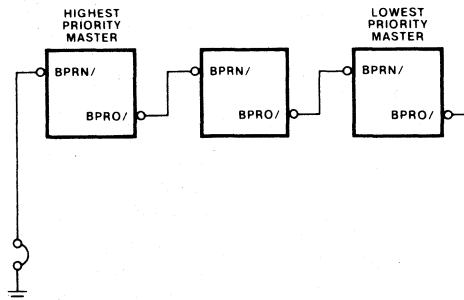 HIGHEST
PRIORITY
MASTER
LOWEST
PRIORITY
MASTER
BPRN/
BPRN/
BPRN/
BPRO/
BPRO/
BPRO/